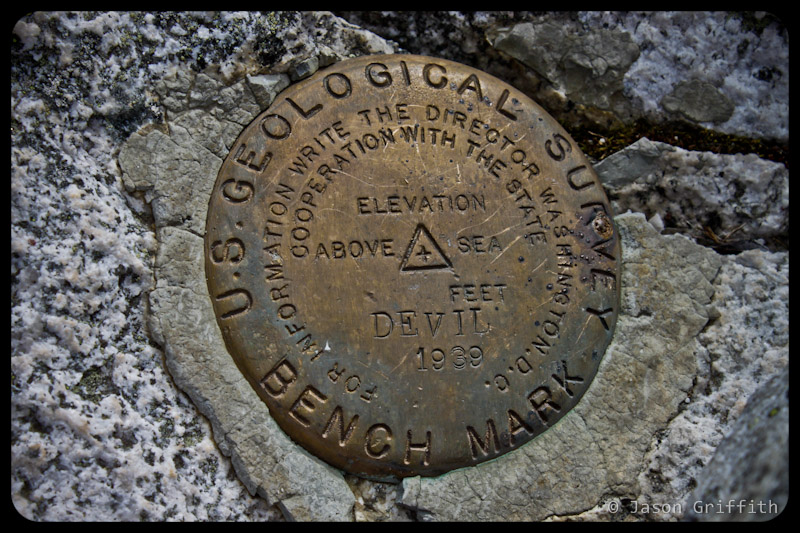 U.S. GEOLOGICAL SURVEY
FOR INFORMATION WRITE THE DIRECTOR WASHINGTON, D.C.
COOPERATION WITH THE STATE
ELEVATION
ABOVE SEA
FEET
DEVIL
1939
BENCH MARK
© Jason Griffith